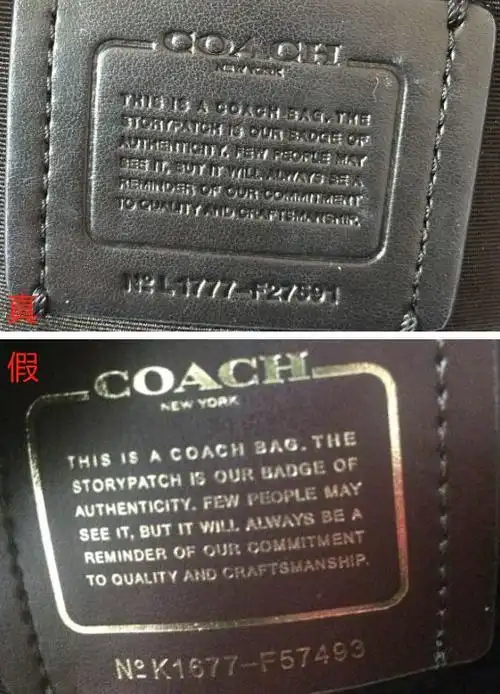 COACH
NEW YORK
THIS IS A COACH BAG. THE
STORYPATCH IS OUR BADGE OF
AUTHENTICITY. FEW PEOPLE MAY
SEE IT, BUT IT WILL ALWAYS BE A
REMINDER OF OUR COMMITMENT
TO QUALITY AND CRAFTSMANSHIP.
Nº L1777-F27591
真
假
COACH
NEW YORK
THIS IS A COACH BAG. THE
STORYPATCH IS OUR BADGE OF
AUTHENTICITY. FEW PEOPLE MAY
SEE IT, BUT IT WILL ALWAYS BE A
REMINDER OF OUR COMMITMENT
TO QUALITY AND CRAFTSMANSHIP.
Nº K1677-F57493